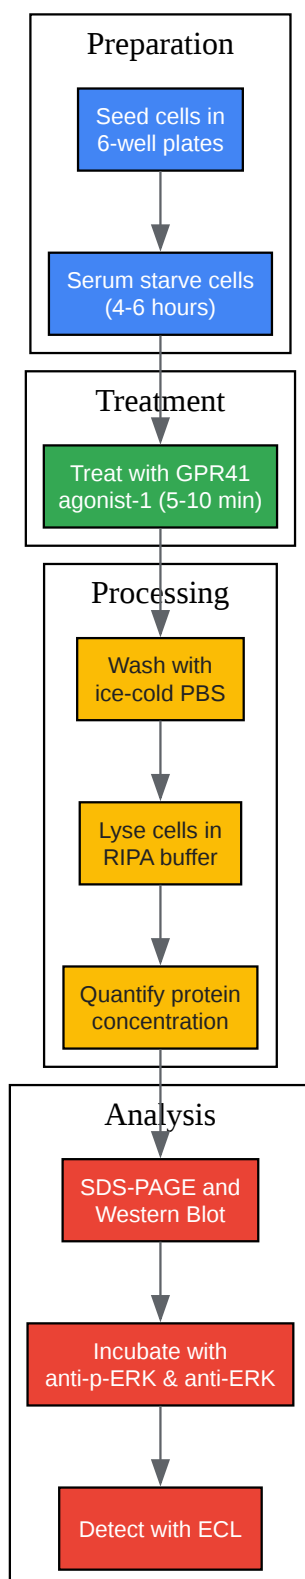 Preparation
Seed cells in
6-well plates
Serum starve cells
(4-6 hours)
Treatment
Treat with GPR41
agonist-1 (5-10 min)
Processing
Wash with
ice-cold PBS
Lyse cells in
RIPA buffer
Quantify protein
concentration
Analysis
SDS-PAGE and
Western Blot
Incubate with
anti-p-ERK & anti-ERK
Detect with ECL